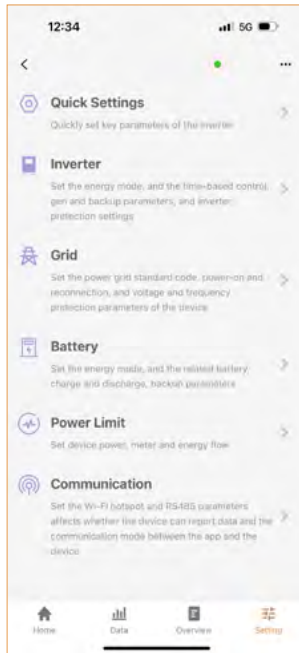 12:34
5G
Quick Settings
Quickly set key parameters of the inverter
Inverter
Set the energy mode, and the time-based control,
gen and backup parameters, and inverter
protection settings
Grid
Set the power grid standard code, power-on and
reconnection, and voltage and frequency
protection parameters of the device
Battery
Set the energy mode, and the related battery
charge and discharge, backup parameters
Power Limit
Set device power, meter and energy flow
Communication
Set the Wi-Fi hotspot and RS485 parameters
affects whether the device can report data and the
communication mode between the app and the
device
Home Data Overview Setting